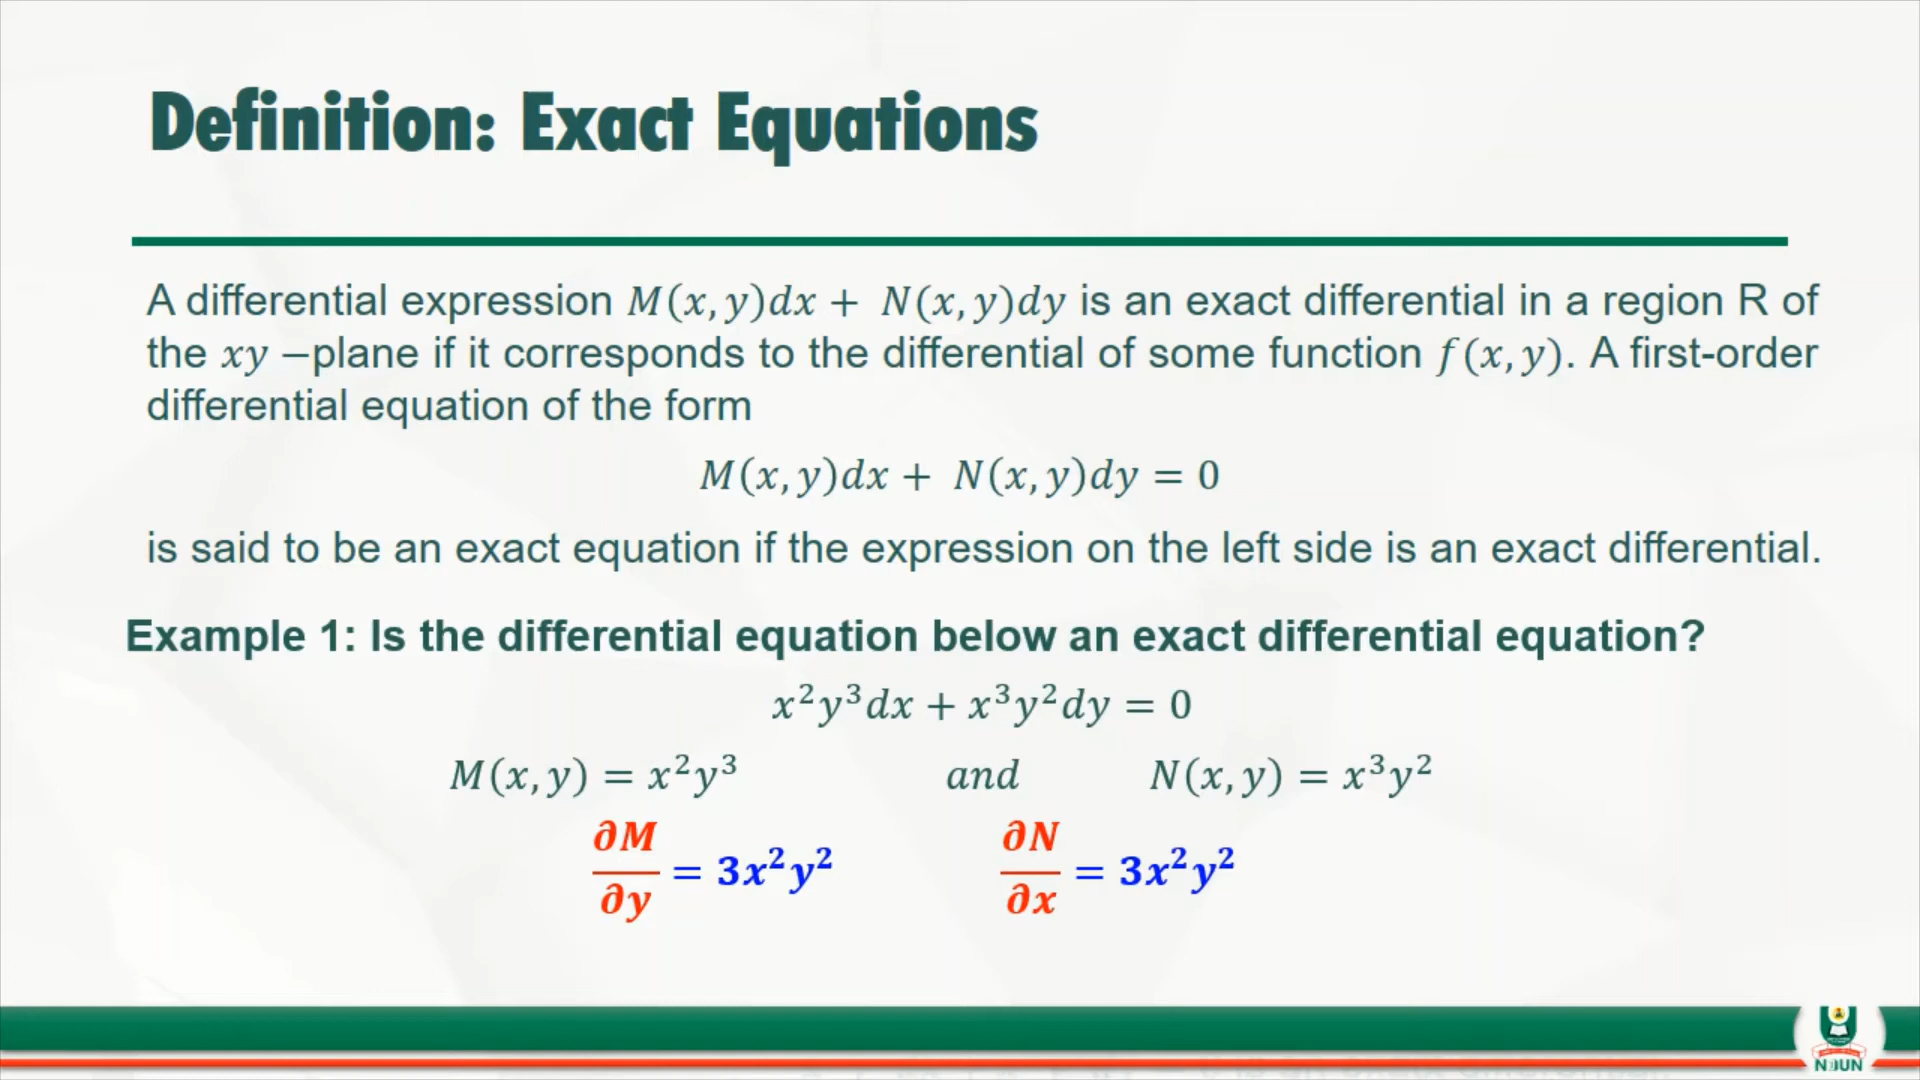 Definition: Exact Equations
A differential expression M(x, y)dx + N(x, y)dy is an exact differential in a region R of
the xy −plane if it corresponds to the differential of some function f(x, y). A first-order
differential equation of the form
M(x, y)dx + N(x, y)dy = 0
is said to be an exact equation if the expression on the left side is an exact differential.
Example 1: Is the differential equation below an exact differential equation?
x²y³dx + x³y²dy = 0
M(x, y) = x²y³ and N(x, y) = x³y²
∂M/∂y = 3x²y² ∂N/∂x = 3x²y²
NOUN